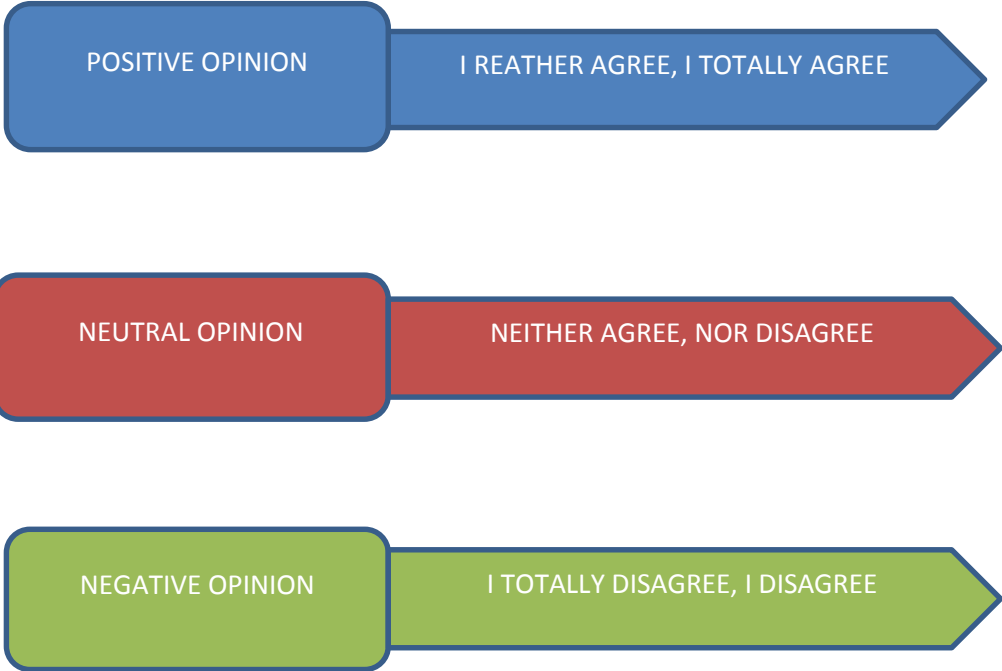 POSITIVE OPINION
I REATHER AGREE, I TOTALLY AGREE
NEUTRAL OPINION
NEITHER AGREE, NOR DISAGREE
NEGATIVE OPINION
I TOTALLY DISAGREE, I DISAGREE